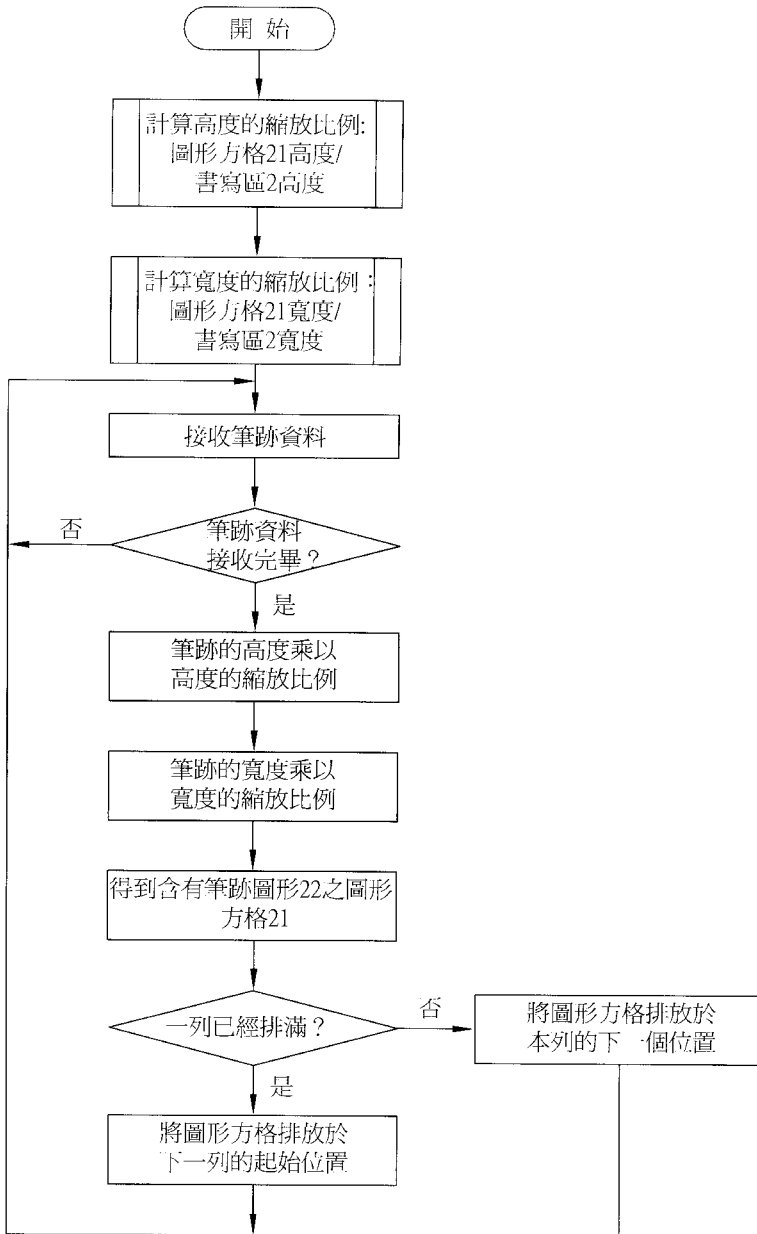 開 始
計算高度的縮放比例:
圖形方格21高度/
書寫區2高度
計算寬度的縮放比例：
圖形方格21寬度/
書寫區2寬度
接收筆跡資料
筆跡資料
接收完畢？
否
是
筆跡的高度乘以
高度的縮放比例
筆跡的寬度乘以
寬度的縮放比例
得到含有筆跡圖形22之圖形
方格21
一列已經排滿？
否
將圖形方格排放於
本列的下一個位置
是
將圖形方格排放於
下一列的起始位置